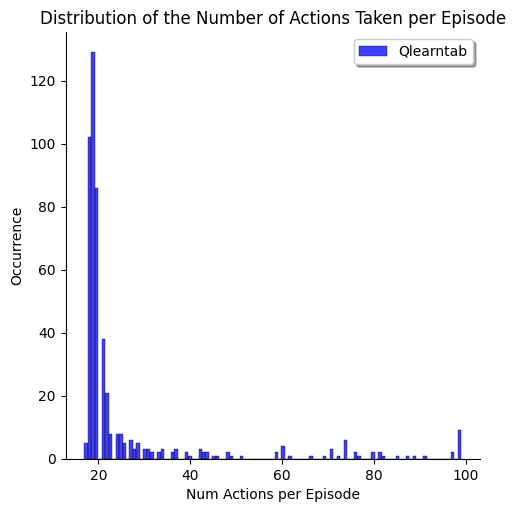 Distribution of the Number of Actions Taken per Episode
Qlearntab
120
100
80
60
40
20
0
Occurrence
20 40 60 80 100
Num Actions per Episode